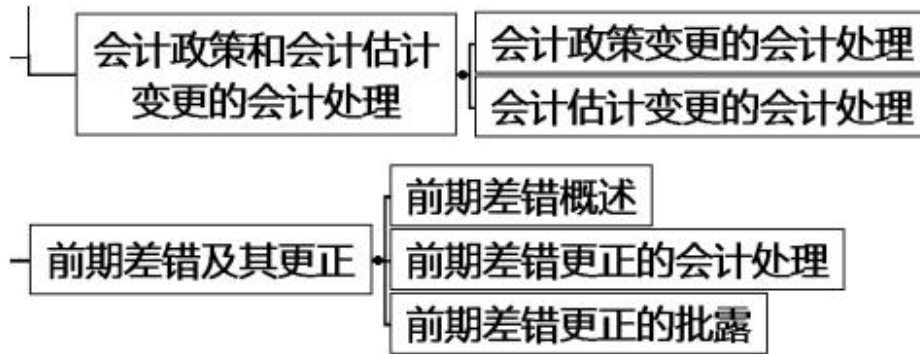 会计政策和会计估计
变更的会计处理
会计政策变更的会计处理
会计估计变更的会计处理
前期差错及其更正
前期差错概述
前期差错更正的会计处理
前期差错更正的批露